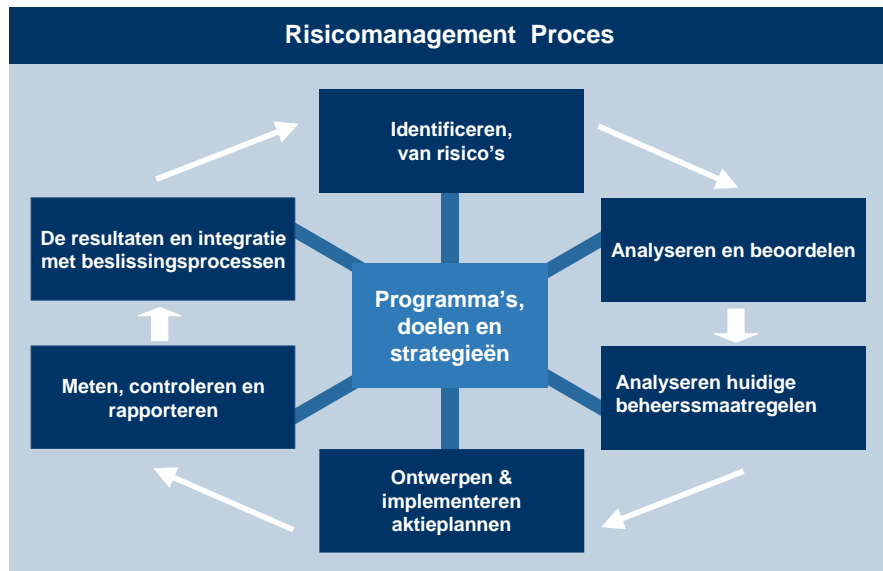 Risicomanagement Proces
Identificeren,
van risico’s
Analyseren en beoordelen
Analyseren huidige
beheerssmaatregelen
Ontwerpen &
implementeren
aktieplannen
Meten, controleren en
rapporteren
De resultaten en integratie
met beslissingsprocessen
Programma’s,
doelen en
strategieën